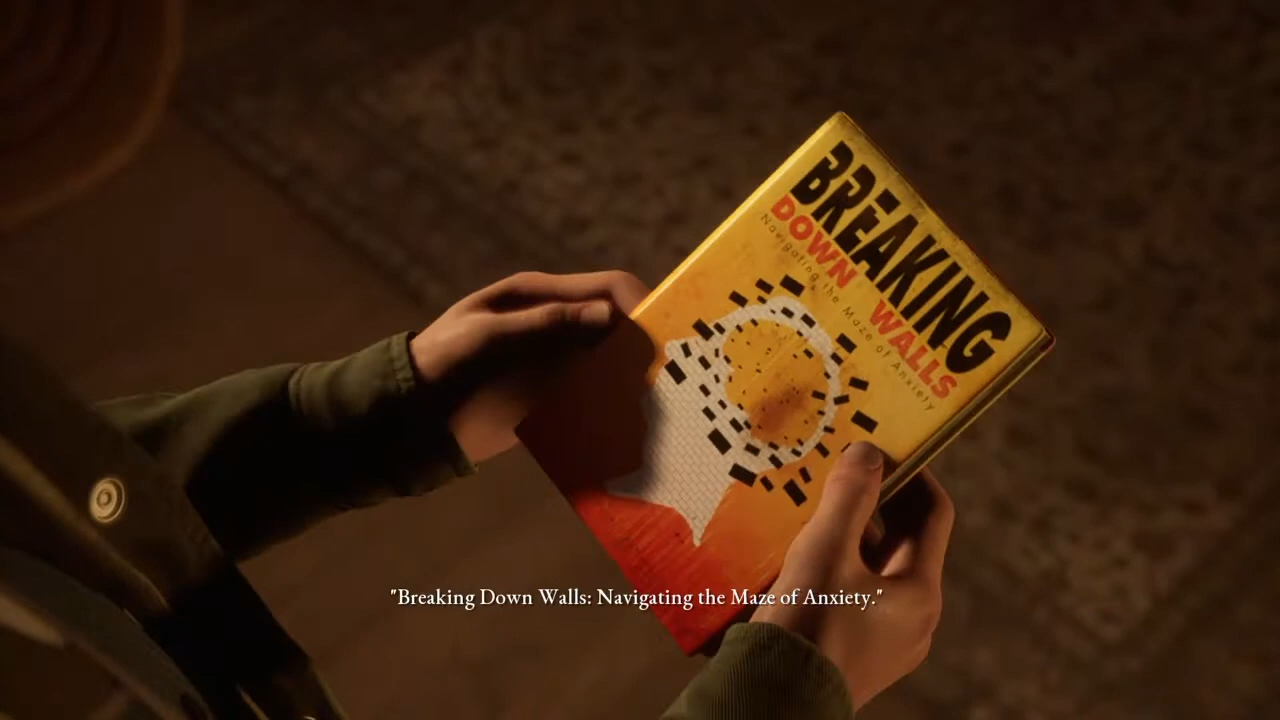 BREAKING
DOWN WALLS
Navigating the Maze of Anxiety
"Breaking Down Walls: Navigating the Maze of Anxiety."